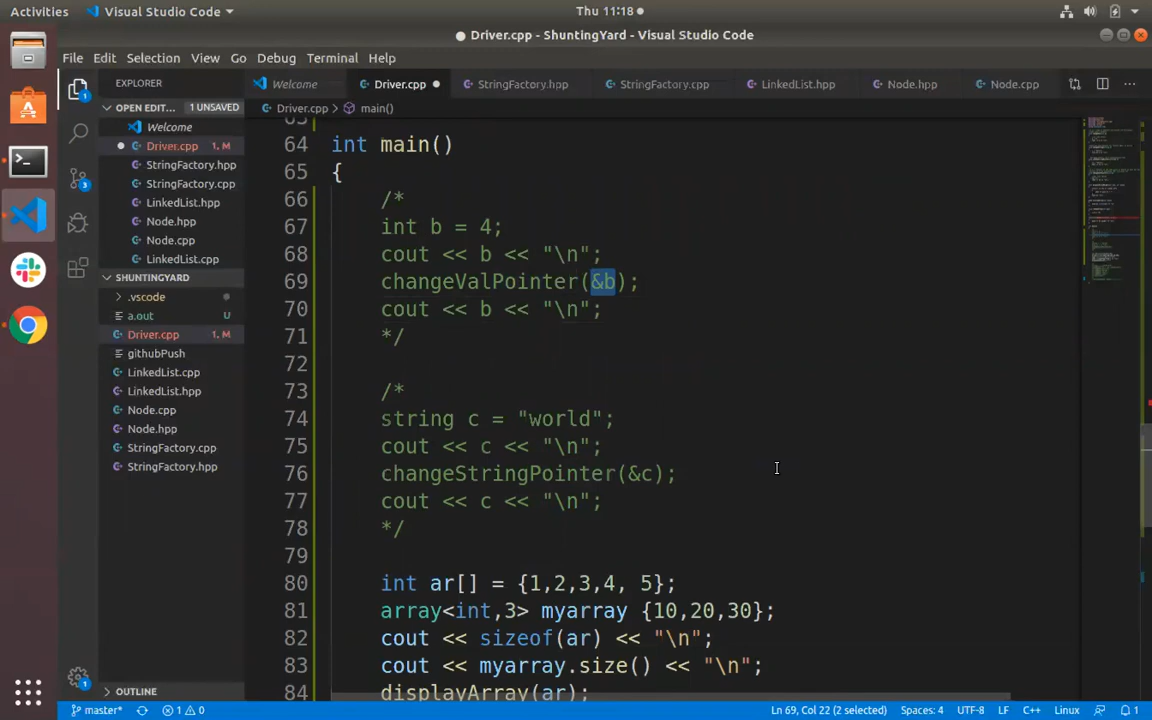 Activities Visual Studio Code Thu 11:18
Driver.cpp - ShuntingYard - Visual Studio Code
File Edit Selection View Go Debug Terminal Help
EXPLORER Welcome Driver.cpp StringFactory.hpp StringFactory.cpp LinkedList.hpp Node.hpp Node.cpp
OPEN EDIT... 1 UNSAVED Driver.cpp > main()
Welcome
Driver.cpp 1, M
StringFactory.hpp
StringFactory.cpp
LinkedList.hpp
Node.hpp
Node.cpp
LinkedList.cpp
SHUNTINGYARD
.vscode
a.out U
Driver.cpp 1, M
githubPush
LinkedList.cpp
LinkedList.hpp
Node.cpp
Node.hpp
StringFactory.cpp
StringFactory.hpp
OUTLINE
63
64 int main()
65 {
66 /*
67 int b = 4;
68 cout << b << "\n";
69 changeValPointer(&b);
70 cout << b << "\n";
71 */
72
73 /*
74 string c = "world";
75 cout << c << "\n";
76 changeStringPointer(&c);
77 cout << c << "\n";
78 */
79
80 int ar[] = {1,2,3,4, 5};
81 array<int,3> myarray {10,20,30};
82 cout << sizeof(ar) << "\n";
83 cout << myarray.size() << "\n";
84 displayArray(ar);
1
3
1
master* 1 0 Ln 69, Col 22 (2 selected) Spaces: 4 UTF-8 LF C++ Linux 1